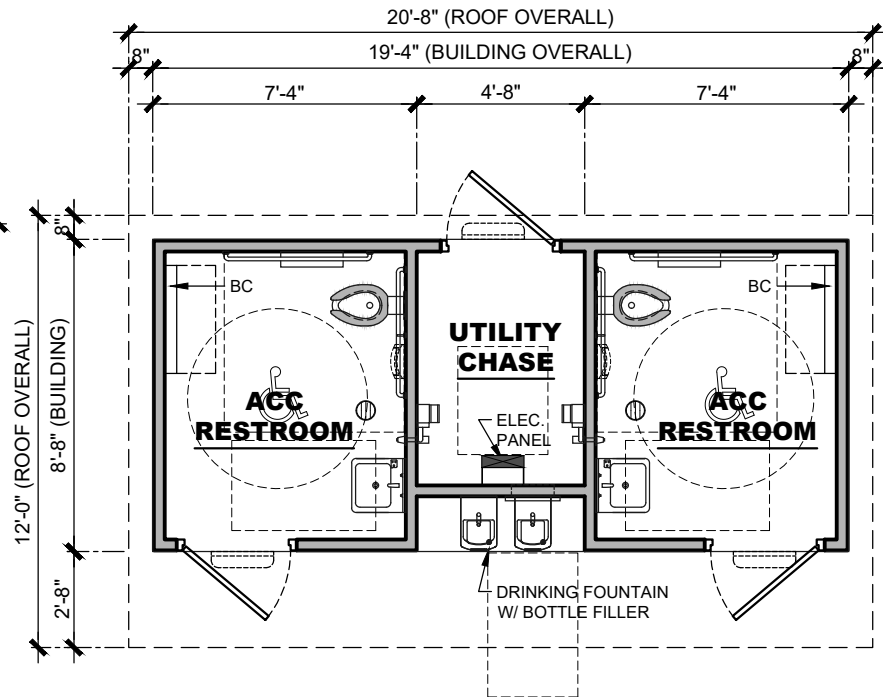 20'-8" (ROOF OVERALL)
8"
19'-4" (BUILDING OVERALL)
8"
7'-4"
4'-8"
7'-4"
8"
12'-0" (ROOF OVERALL)
8'-8" (BUILDING)
2'-8"
BC
BC
UTILITY
CHASE
ACC
RESTROOM
ACC
RESTROOM
ELEC.
PANEL
DRINKING FOUNTAIN
W/ BOTTLE FILLER